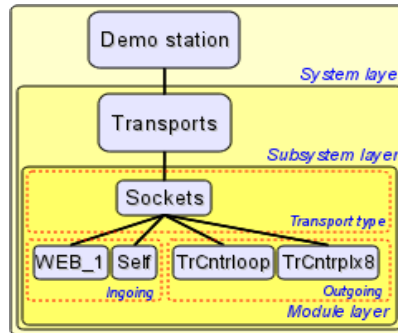 Demo station
System layer
Transports
Subsystem layer
Sockets
Transport type
WEB_1 Self TrCntrloop TrCntrplx8
Ingoing Outgoing
Module layer